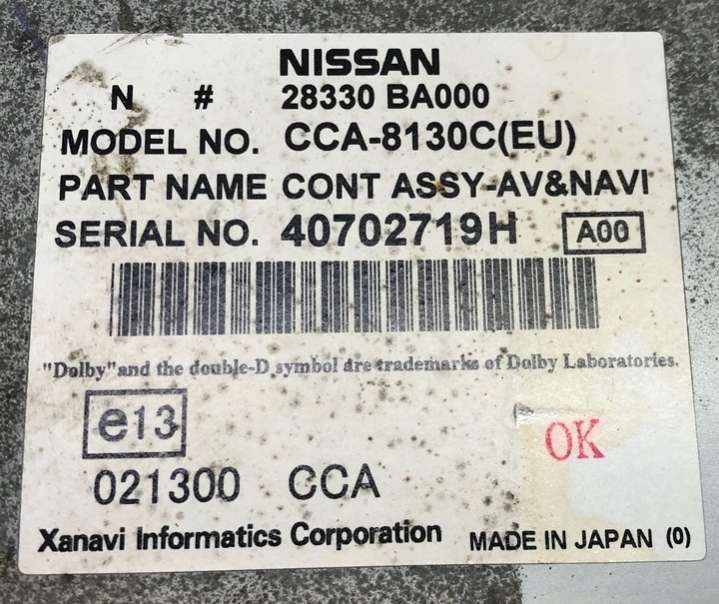 NISSAN
N # 28330 BA000
MODEL NO. CCA-8130C(EU)
PART NAME CONT ASSY-AV&NAVI
SERIAL NO. 40702719H A00
"Dolby"and the double-D symbol are trademarks of Dolby Laboratories.
e13
OK
021300 CCA
Xanavi Informatics Corporation MADE IN JAPAN (0)